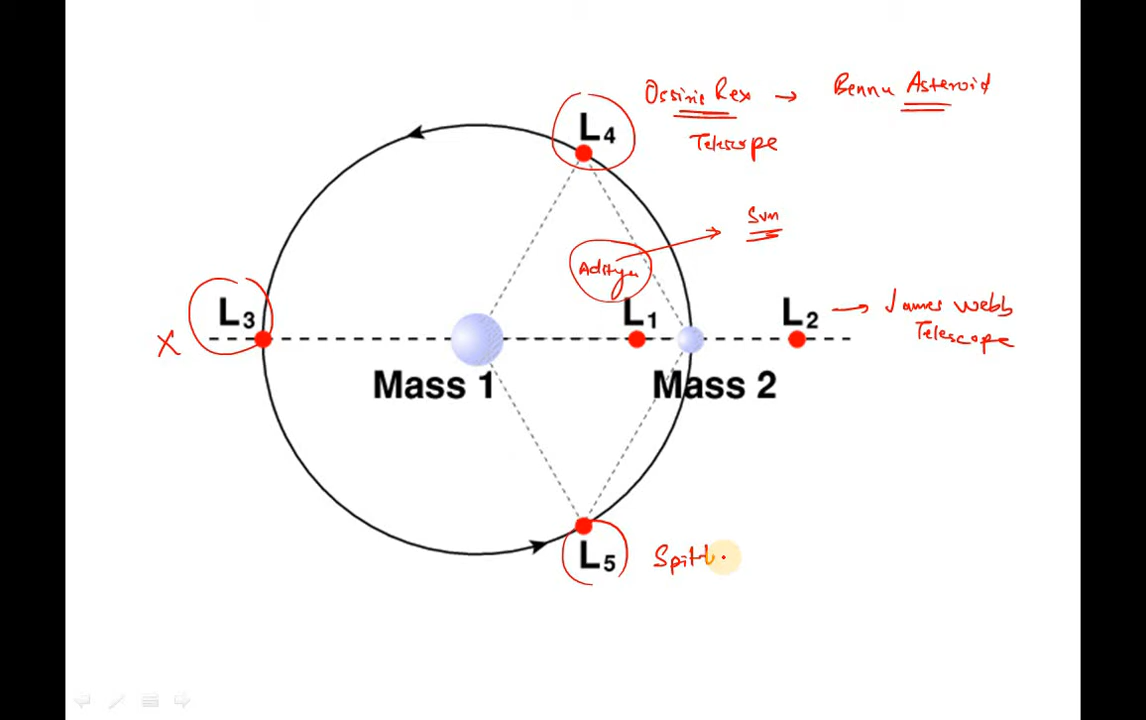 Ossiris Rex → Bennu Asteroid
Telescope
L4
Sun
Aditya
L3
L1
L2 → James Webb
Telescope
X
Mass 1
Mass 2
L5
Spitt